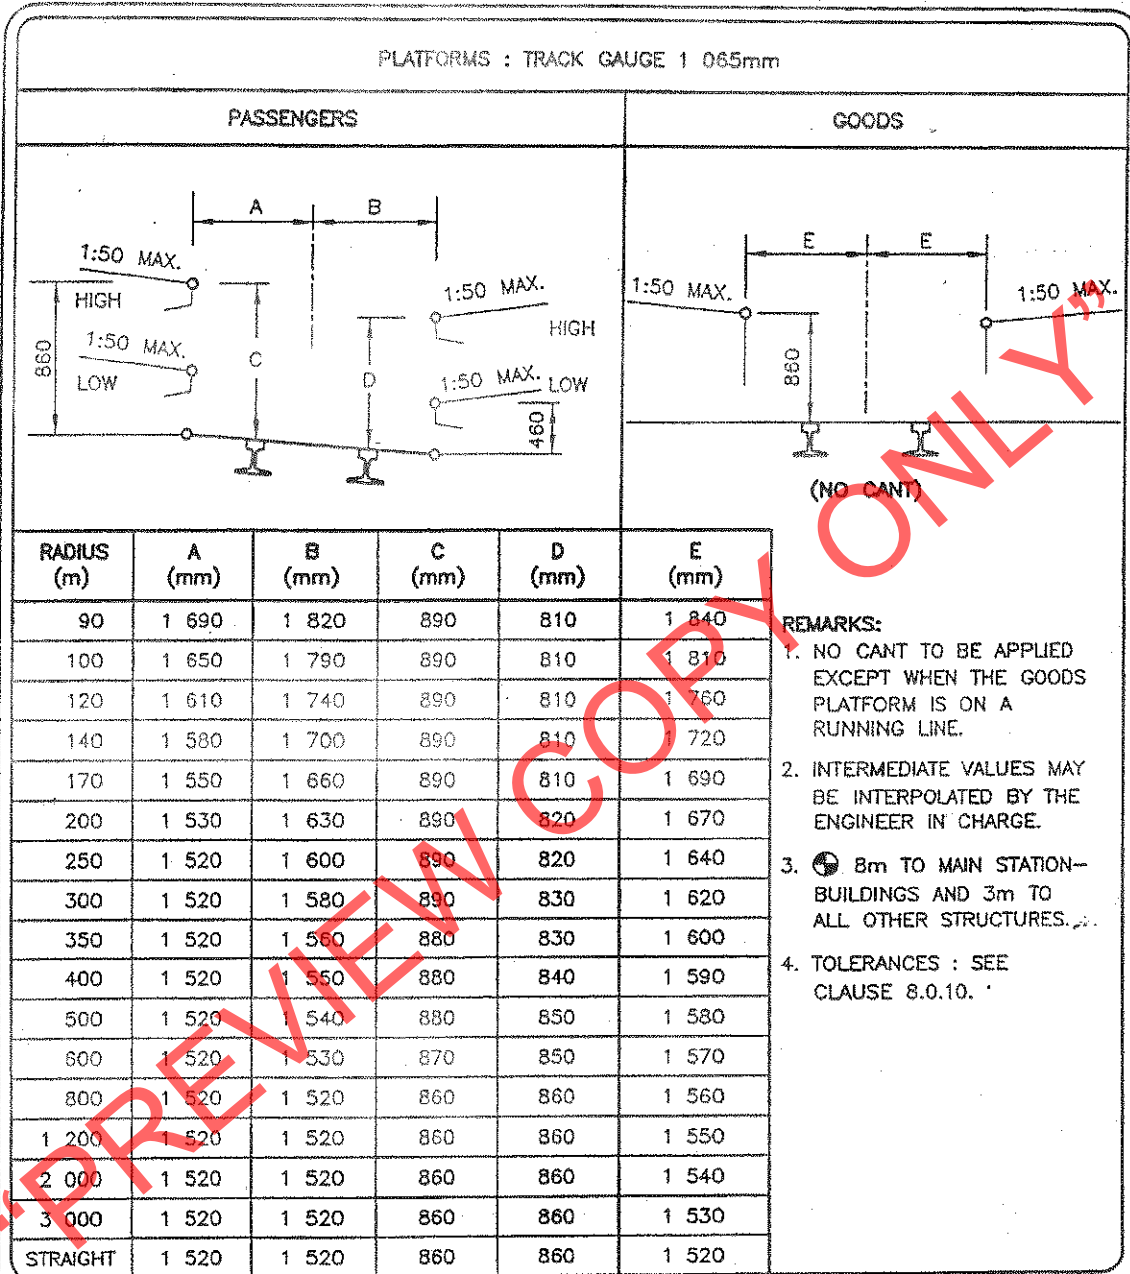 PLATFORMS : TRACK GAUGE 1 065mm
PASSENGERS
GOODS
A
B
1:50 MAX.
HIGH
1:50 MAX.
LOW
860
C
D
1:50 MAX.
HIGH
1:50 MAX.
LOW
460
E
E
1:50 MAX.
1:50 MAX.
860
(NO CANT)
RADIUS (m) A (mm) B (mm) C (mm) D (mm) E (mm)
90 1 690 1 820 890 810 1 840
100 1 650 1 790 890 810 1 810
120 1 610 1 740 890 810 1 760
140 1 580 1 700 890 810 1 720
170 1 550 1 660 890 810 1 690
200 1 530 1 630 890 820 1 670
250 1 520 1 600 890 820 1 640
300 1 520 1 580 890 830 1 620
350 1 520 1 560 880 830 1 600
400 1 520 1 550 880 840 1 590
500 1 520 1 540 880 850 1 580
600 1 520 1 530 870 850 1 570
800 1 520 1 520 860 860 1 560
1 200 1 520 1 520 860 860 1 550
2 000 1 520 1 520 860 860 1 540
3 000 1 520 1 520 860 860 1 530
STRAIGHT 1 520 1 520 860 860 1 520
REMARKS:
1. NO CANT TO BE APPLIED
EXCEPT WHEN THE GOODS
PLATFORM IS ON A
RUNNING LINE.
2. INTERMEDIATE VALUES MAY
BE INTERPOLATED BY THE
ENGINEER IN CHARGE.
3. 8m TO MAIN STATION-
BUILDINGS AND 3m TO
ALL OTHER STRUCTURES.
4. TOLERANCES : SEE
CLAUSE 8.0.10.
"PREVIEW COPY ONLY"